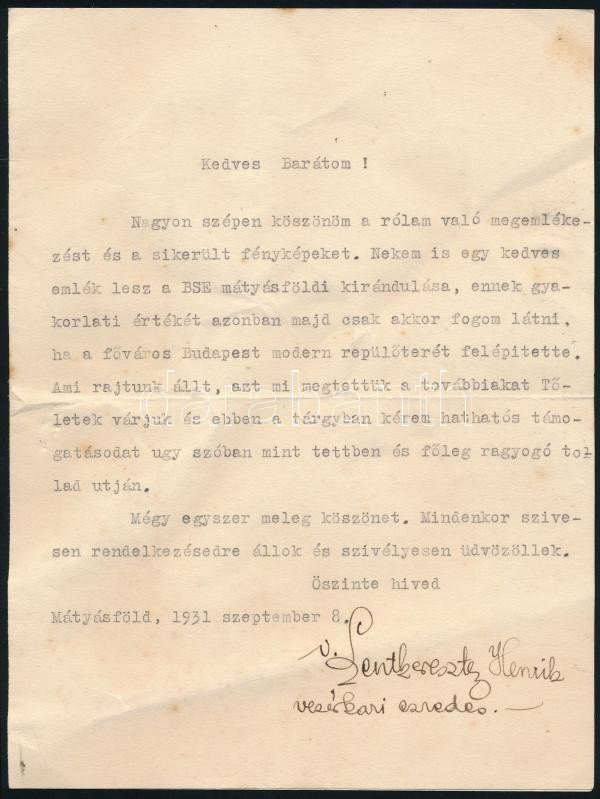 Kedves Barátom !
Nagyon szépen köszönöm a rólam való megemléke-
zést és a sikerült fényképeket. Nekem is egy kedves
emlék lesz a BSE mátyásföldi kirándulása, ennek gya-
korlati értékét azonban majd csak akkor fogom látni,
ha a főváros Budapest modern repülőterét felépitette.
Ami rajtunk állt, azt mi megtettük a továbbiakat Tő-
letek várjuk és ebben a tárgyban kérem hathatós támo-
gatásodat ugy szóban mint tettben és főleg ragyogó tol
lad utján.
Mégy egyszer meleg köszönet. Mindenkor szive-
sen rendelkezésedre állok és szivélyesen üdvözöllek.
Őszinte hived
Mátyásföld, 1931 szeptember 8.
v. Szentkereszty Henrik
vezérkari ezredes.—
darabanth